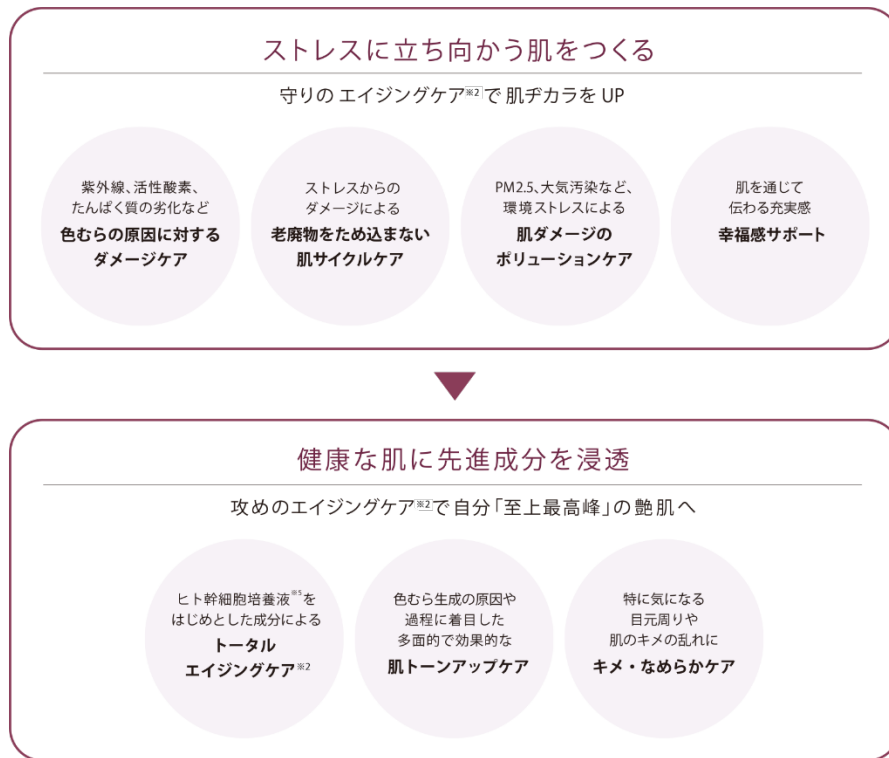 ストレスに立ち向かう肌をつくる
守りの エイジングケア※2で 肌ヂカラを UP
紫外線、活性酸素、
たんぱく質の劣化など
色むらの原因に対する
ダメージケア
ストレスからの
ダメージによる
老廃物をため込まない
肌サイクルケア
PM2.5、大気汚染など、
環境ストレスによる
肌ダメージの
ポリューションケア
肌を通じて
伝わる充実感
幸福感サポート
健康な肌に先進成分を浸透
攻めのエイジングケア※2で自分「至上最高峰」の艶肌へ
ヒト幹細胞培養液※5を
はじめとした成分による
トータル
エイジングケア※2
色むら生成の原因や
過程に着目した
多面的で効果的な
肌トーンアップケア
特に気になる
目元周りや
肌のキメの乱れに
キメ・なめらかケア